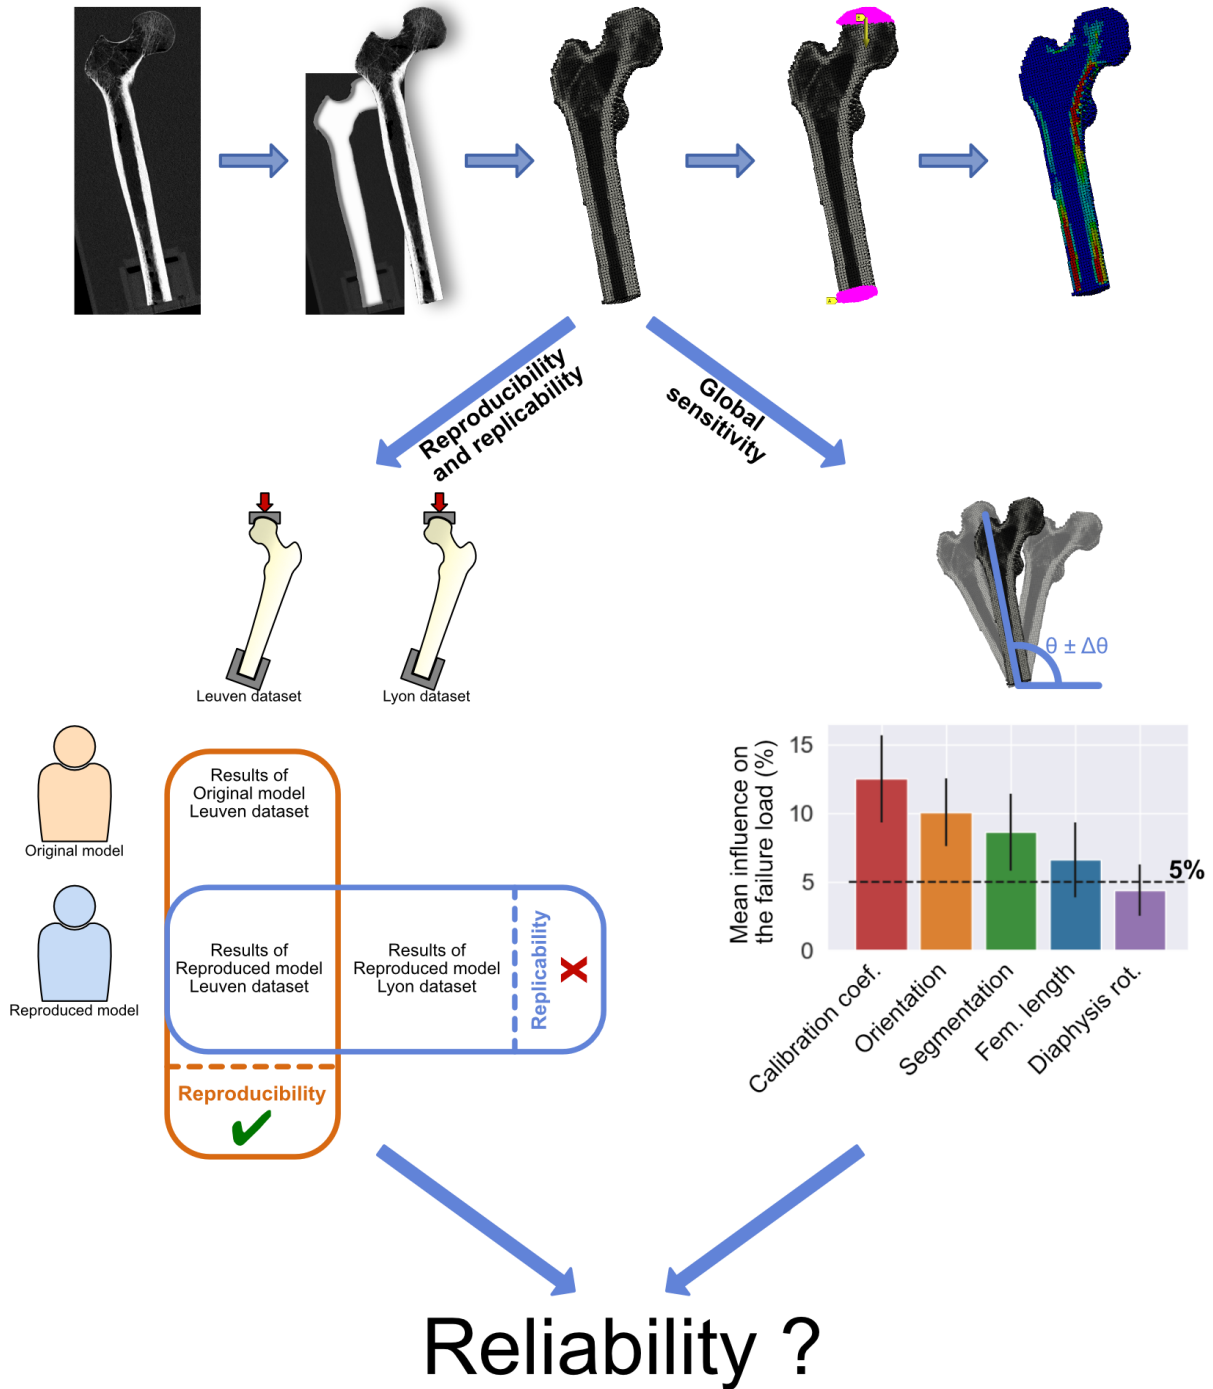 Reproducibility
and replicability
Global
sensitivity
Leuven dataset
Lyon dataset
θ ± Δθ
Original model
Reproduced model
Results of
Original model
Leuven dataset
Results of
Reproduced model
Leuven dataset
Results of
Reproduced model
Lyon dataset
Replicability
X
Reproducibility
Mean influence on
the failure load (%)
15
10
5
0
5%
Calibration coef.
Orientation
Segmentation
Fem. length
Diaphysis rot.
Reliability ?